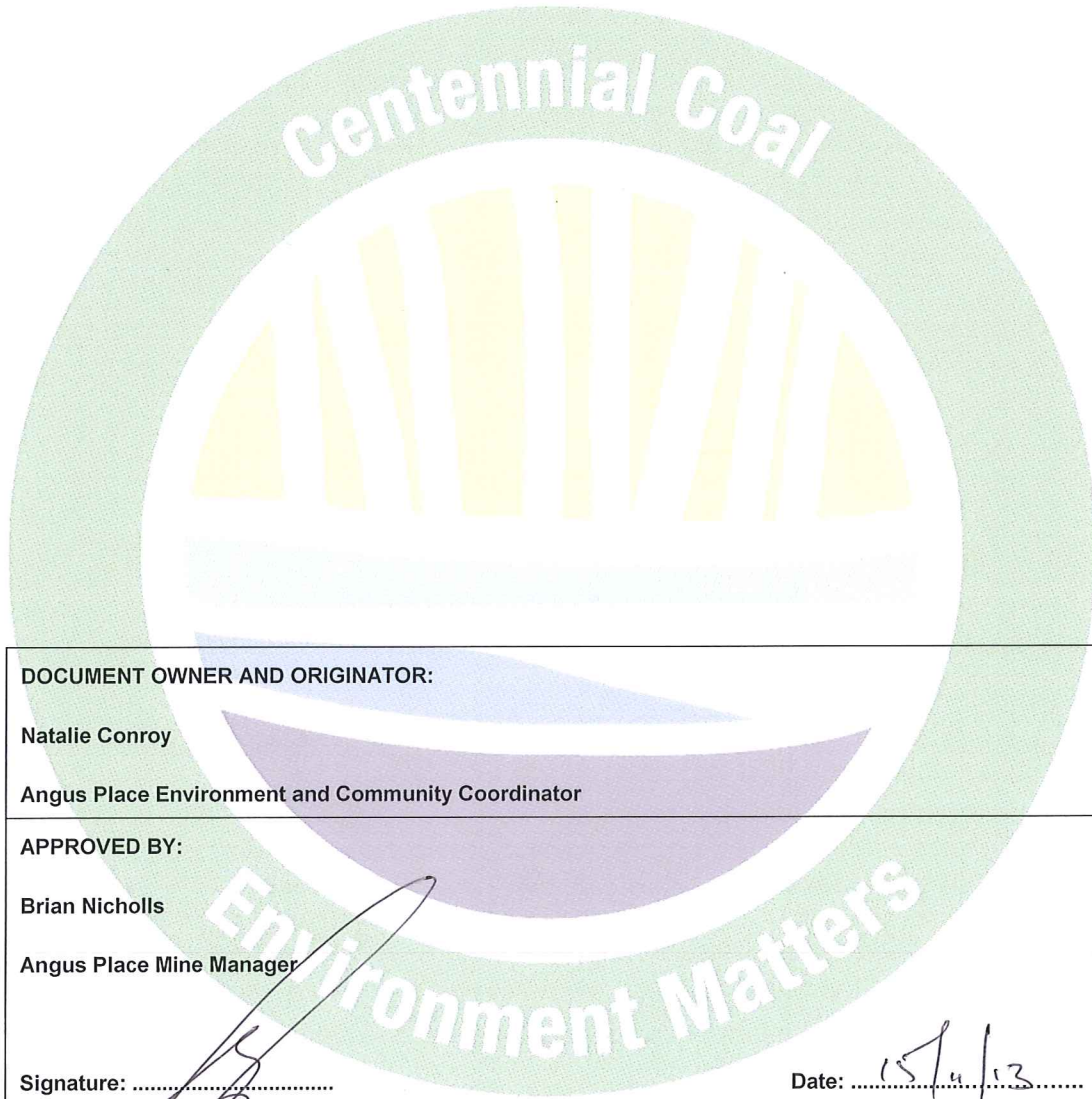 Centennial Coal
DOCUMENT OWNER AND ORIGINATOR:
Natalie Conroy
Angus Place Environment and Community Coordinator
APPROVED BY:
Brian Nicholls
Angus Place Mine Manager
Environment Matters
Signature: ..................................
Date: 15/ /13